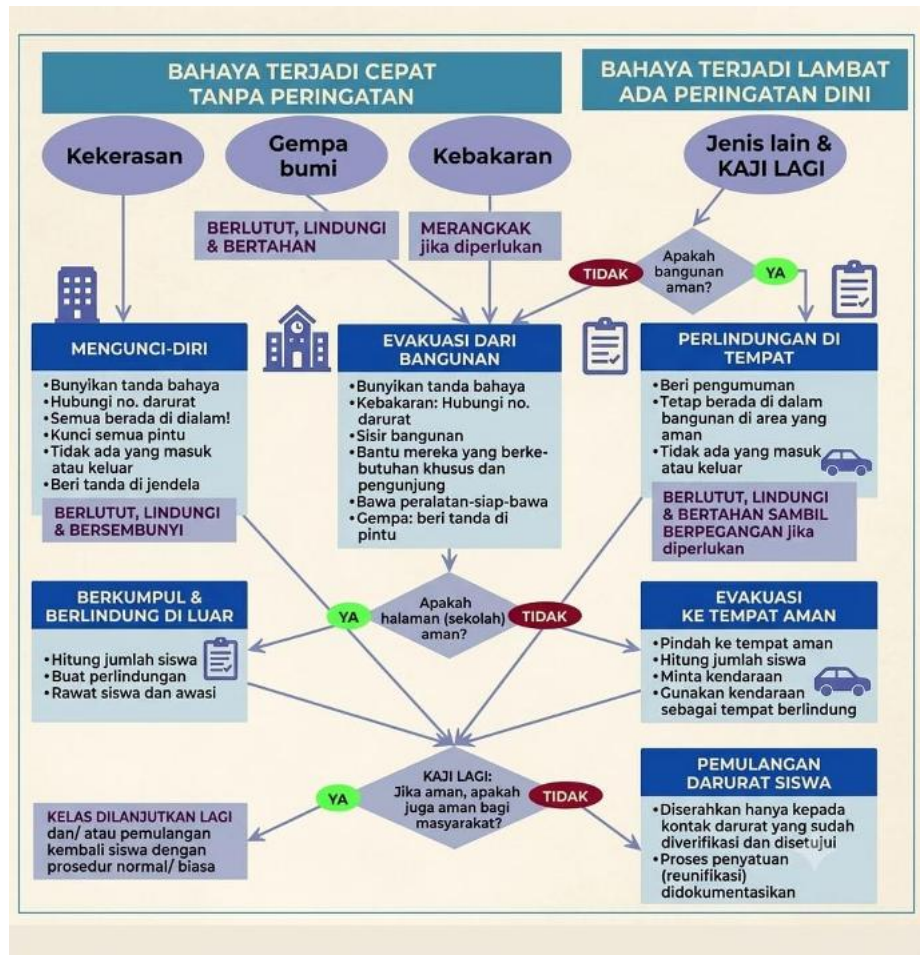 BAHAYA TERJADI CEPAT
TANPA PERINGATAN
BAHAYA TERJADI LAMBAT
ADA PERINGATAN DINI
Kekerasan
Gempa
bumi
Kebakaran
Jenis lain &
KAJI LAGI
BERLUTUT, LINDUNGI
& BERTAHAN
MERANGKAK
jika diperlukan
Apakah
bangunan
aman?
TIDAK
YA
MENGUNCI-DIRI
•Bunyikan tanda bahaya
•Hubungi no. darurat
•Semua berada di dialam!
•Kunci semua pintu
•Tidak ada yang masuk
atau keluar
•Beri tanda di jendela
BERLUTUT, LINDUNGI
& BERSEMBUNYI
EVAKUASI DARI
BANGUNAN
•Bunyikan tanda bahaya
•Kebakaran: Hubungi no.
darurat
•Sisir bangunan
•Bantu mereka yang berke-
butuhan khusus dan
pengunjung
•Bawa peralatan-siap-bawa
•Gempa: beri tanda di
pintu
PERLINDUNGAN DI
TEMPAT
•Beri pengumuman
•Tetap berada di dalam
bangunan di area yang
aman
•Tidak ada yang masuk
atau keluar
BERLUTUT, LINDUNGI
& BERTAHAN SAMBIL
BERPEGANGAN jika
diperlukan
Apakah
halaman (sekolah)
aman?
YA
TIDAK
BERKUMPUL &
BERLINDUNG DI LUAR
•Hitung jumlah siswa
•Buat perlindungan
•Rawat siswa dan awasi
EVAKUASI
KE TEMPAT AMAN
•Pindah ke tempat aman
•Hitung jumlah siswa
•Minta kendaraan
•Gunakan kendaraan
sebagai tempat berlindung
KAJI LAGI:
Jika aman, apakah
juga aman bagi
masyarakat?
YA
TIDAK
KELAS DILANJUTKAN LAGI
dan/ atau pemulangan
kembali siswa dengan
prosedur normal/ biasa
PEMULANGAN
DARURAT SISWA
•Diserahkan hanya kepada
kontak darurat yang sudah
diverifikasi dan disetujui
•Proses penyatuan
(reunifikasi)
didokumentasikan